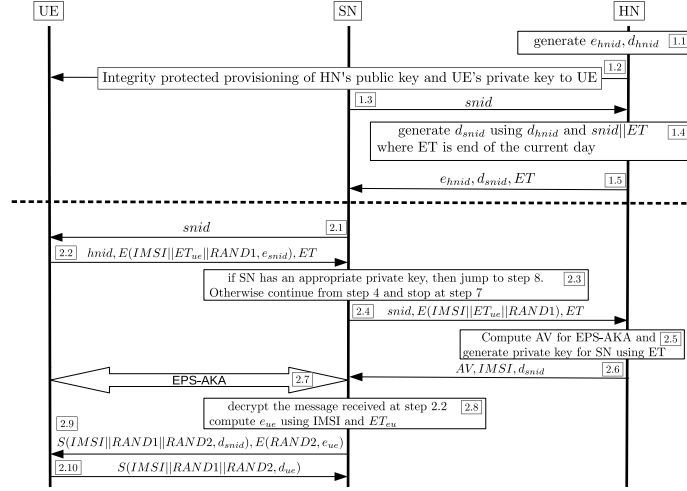 UE SN HN
generate e_hnid, d_hnid 1.1
1.2
Integrity protected provisioning of HN's public key and UE's private key to UE
1.3 snid
generate d_snid using d_hnid and snid||ET 1.4
where ET is end of the current day
e_hnid, d_snid, ET 1.5
snid 2.1
2.2 hnid, E(IMSI||ET_ue||RAND1, e_snid), ET
if SN has an appropriate private key, then jump to step 8. 2.3
Otherwise continue from step 4 and stop at step 7
2.4 snid, E(IMSI||ET_ue||RAND1), ET
Compute AV for EPS-AKA and 2.5
generate private key for SN using ET
AV, IMSI, d_snid 2.6
EPS-AKA 2.7
decrypt the message received at step 2.2 2.8
compute e_ue using IMSI and ET_eu
2.9
S(IMSI||RAND1||RAND2, d_snid), E(RAND2, e_ue)
2.10 S(IMSI||RAND1||RAND2, d_ue)